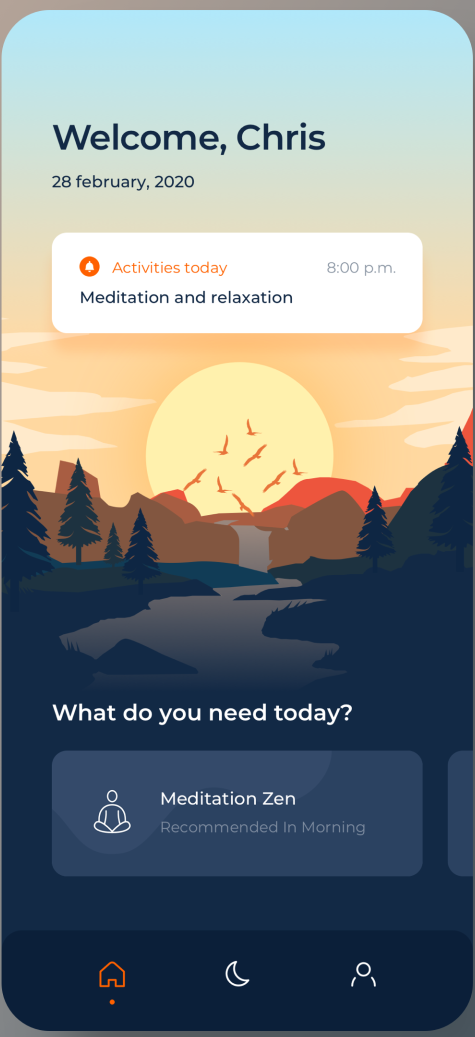 Welcome, Chris
28 february, 2020
Activities today 8:00 p.m.
Meditation and relaxation
What do you need today?
Meditation Zen
Recommended In Morning